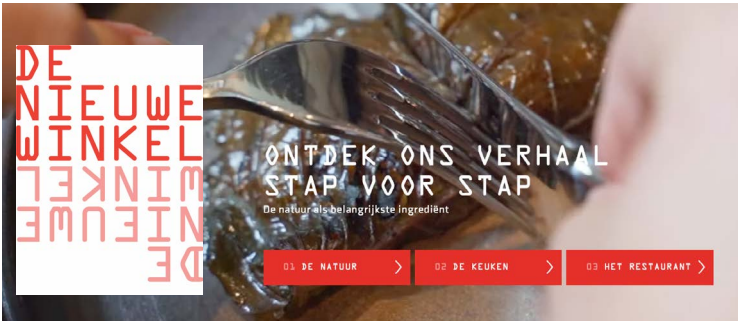 DE
NIEUWE
WINKEL
WINKEL
NIEUWE
DE
ONTDEK ONS VERHAAL
STAP VOOR STAP
De natuur als belangrijkste ingrediënt
01 DE NATUUR
02 DE KEUKEN
03 HET RESTAURANT